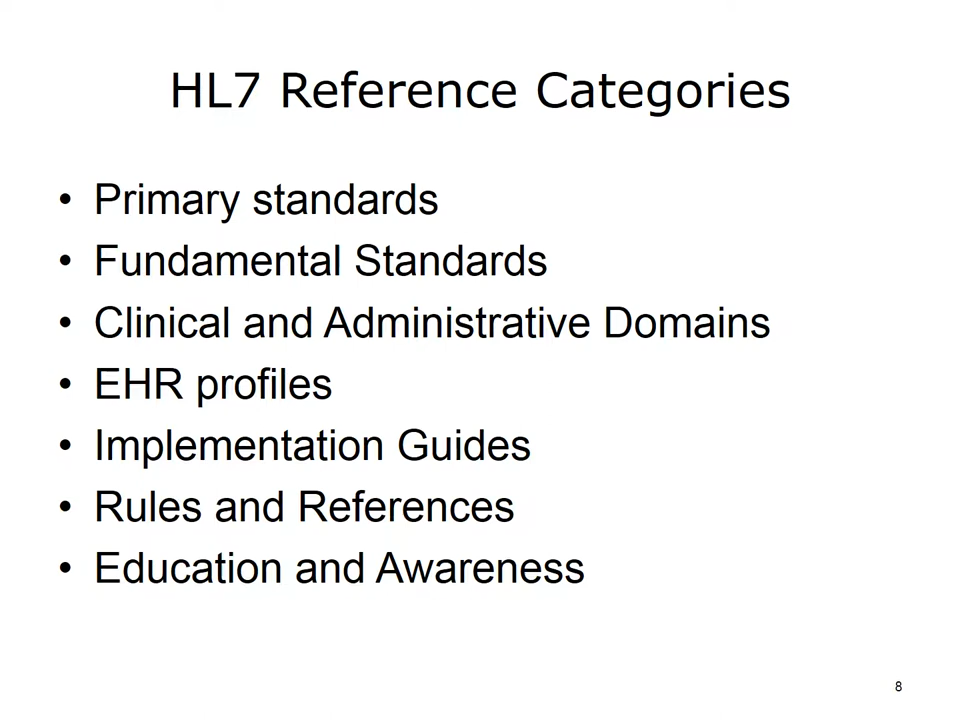 HL7 Reference Categories
• Primary standards
• Fundamental Standards
• Clinical and Administrative Domains
• EHR profiles
• Implementation Guides
• Rules and References
• Education and Awareness
8